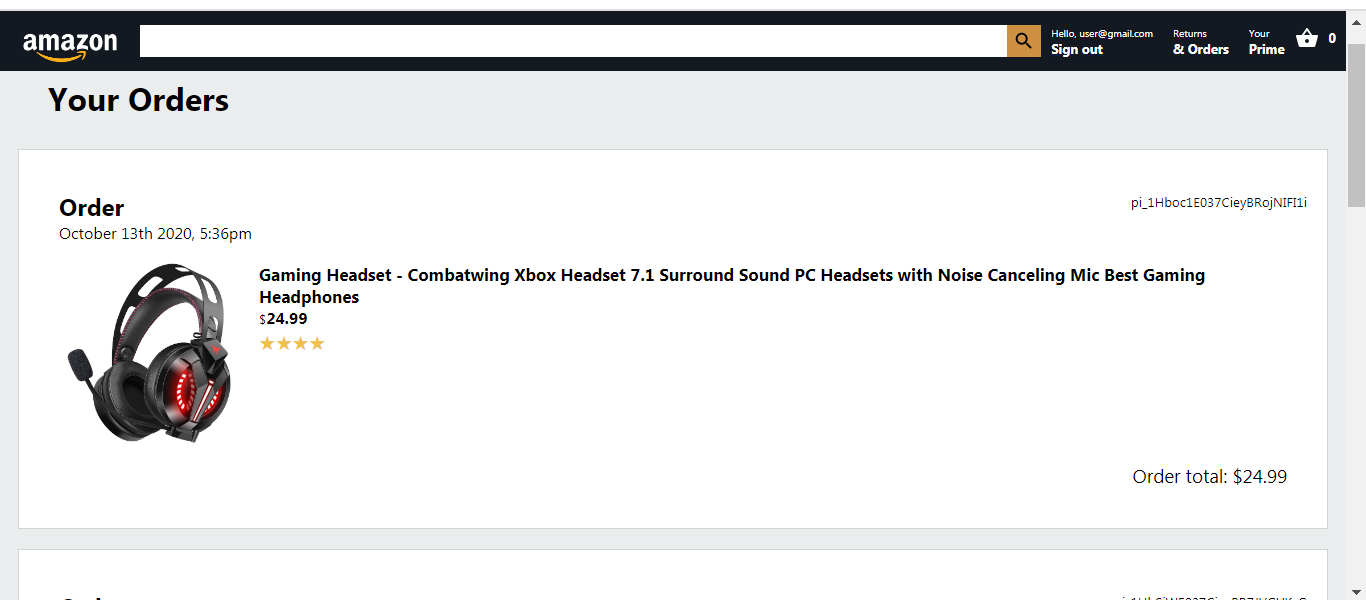 amazon
Hello, user@gmail.com
Sign out
Returns
& Orders
Your
Prime
0
Your Orders
Order
pi_1Hboc1E037CieyBRojNIFI1i
October 13th 2020, 5:36pm
Gaming Headset - Combatwing Xbox Headset 7.1 Surround Sound PC Headsets with Noise Canceling Mic Best Gaming
Headphones
$24.99
★★★★
Order total: $24.99